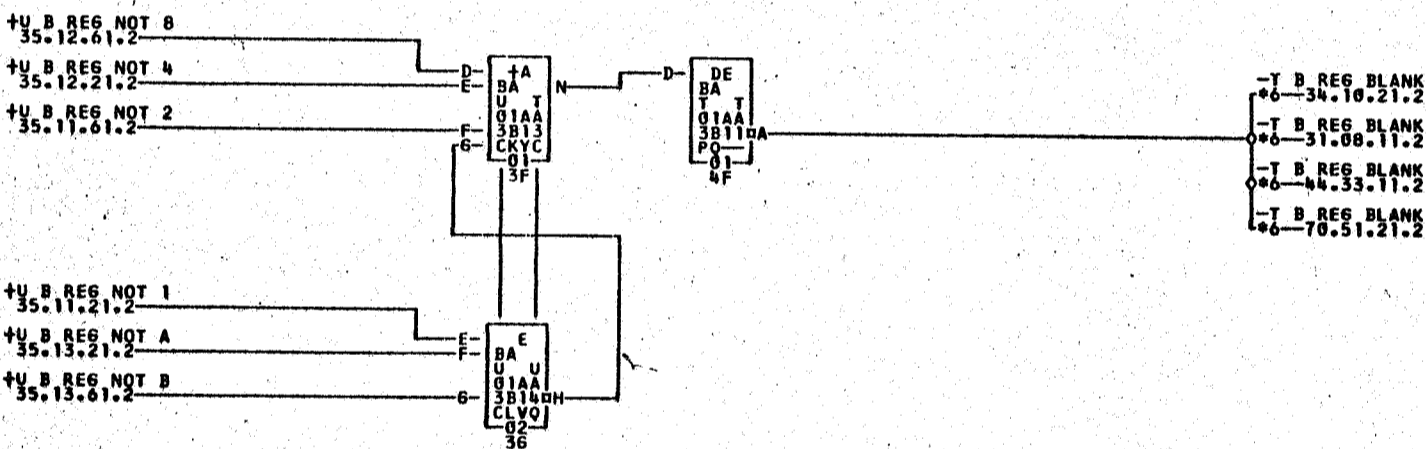 +U B REG NOT 8
35.12.61.2
+U B REG NOT 4
35.12.21.2
+U B REG NOT 2
35.11.61.2
D
E
F
G
+A
BA
U T
01AA
3B13
CKYC
01
3F
N
D
DE
BA
T T
01AA
3B11
PQ
01
4F
A
-T B REG BLANK
*6 34.10.21.2
-T B REG BLANK
*6 31.08.11.2
-T B REG BLANK
*6 44.33.11.2
-T B REG BLANK
*6 70.51.21.2
+U B REG NOT 1
35.11.21.2
+U B REG NOT A
35.13.21.2
+U B REG NOT B
35.13.61.2
E
F
G
E
BA
U U
01AA
3B14
CLVQ
02
36
H